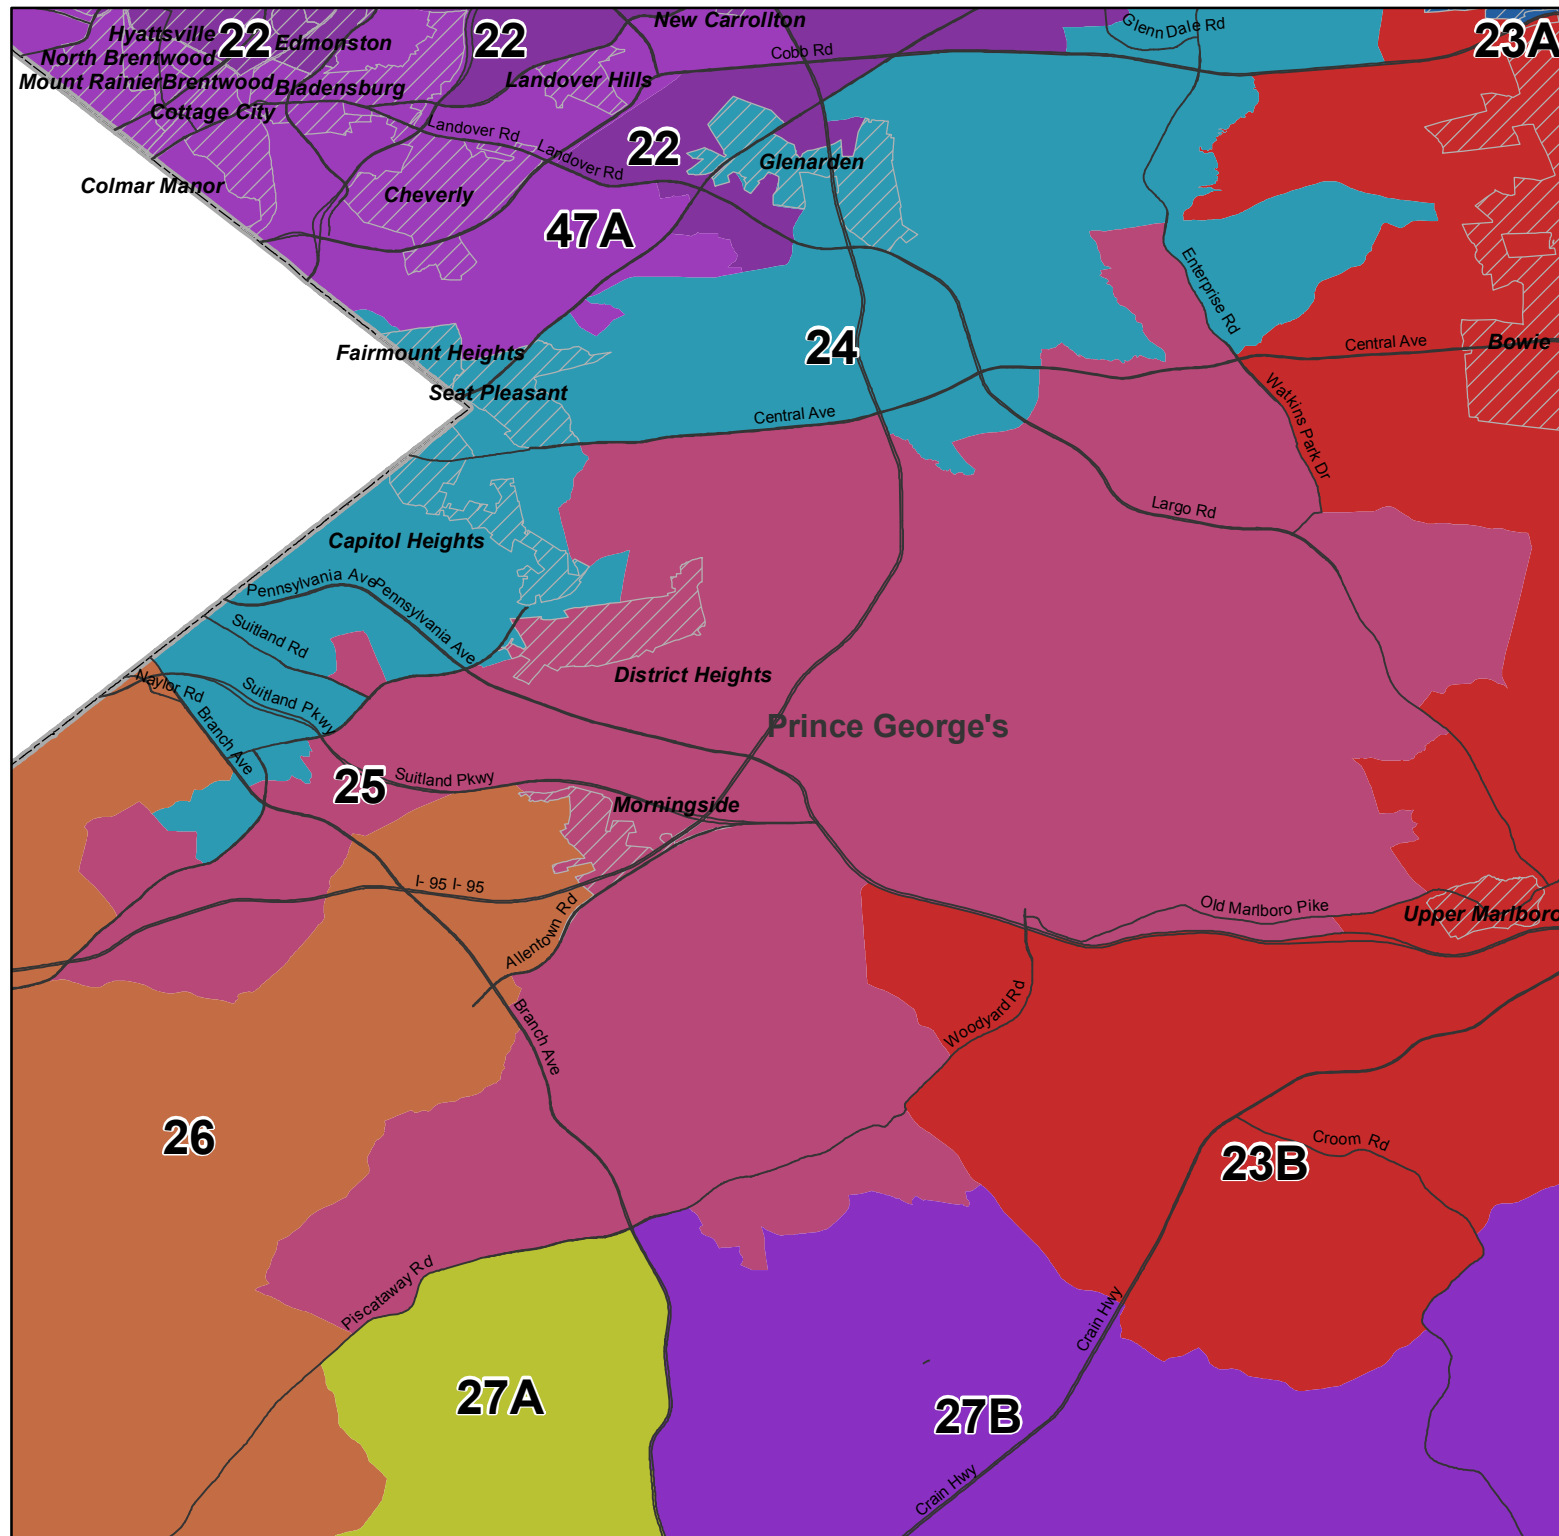 New Carrollton
Glenn Dale Rd
Hyattsville
22
Edmonston
22
23A
North Brentwood
Cobb Rd
Mount Rainier
Brentwood
Bladensburg
Landover Hills
Cottage City
Landover Rd
Landover Rd
22
Glenarden
Colmar Manor
Cheverly
47A
Enterprise Rd
Fairmount Heights
24
Central Ave
Bowie
Seat Pleasant
Watkins Park Dr
Central Ave
Largo Rd
Capitol Heights
Pennsylvania Ave
Pennsylvania Ave
Suitland Rd
District Heights
Naylor Rd
Suitland Pkwy
Branch Ave
Prince George's
25
Suitland Pkwy
Morningside
I- 95 I- 95
Old Marlboro Pike
Upper Marlboro
Allentown Rd
Woodyard Rd
Branch Ave
26
Croom Rd
23B
Piscataway Rd
Crain Hwy
27A
27B
Crain Hwy